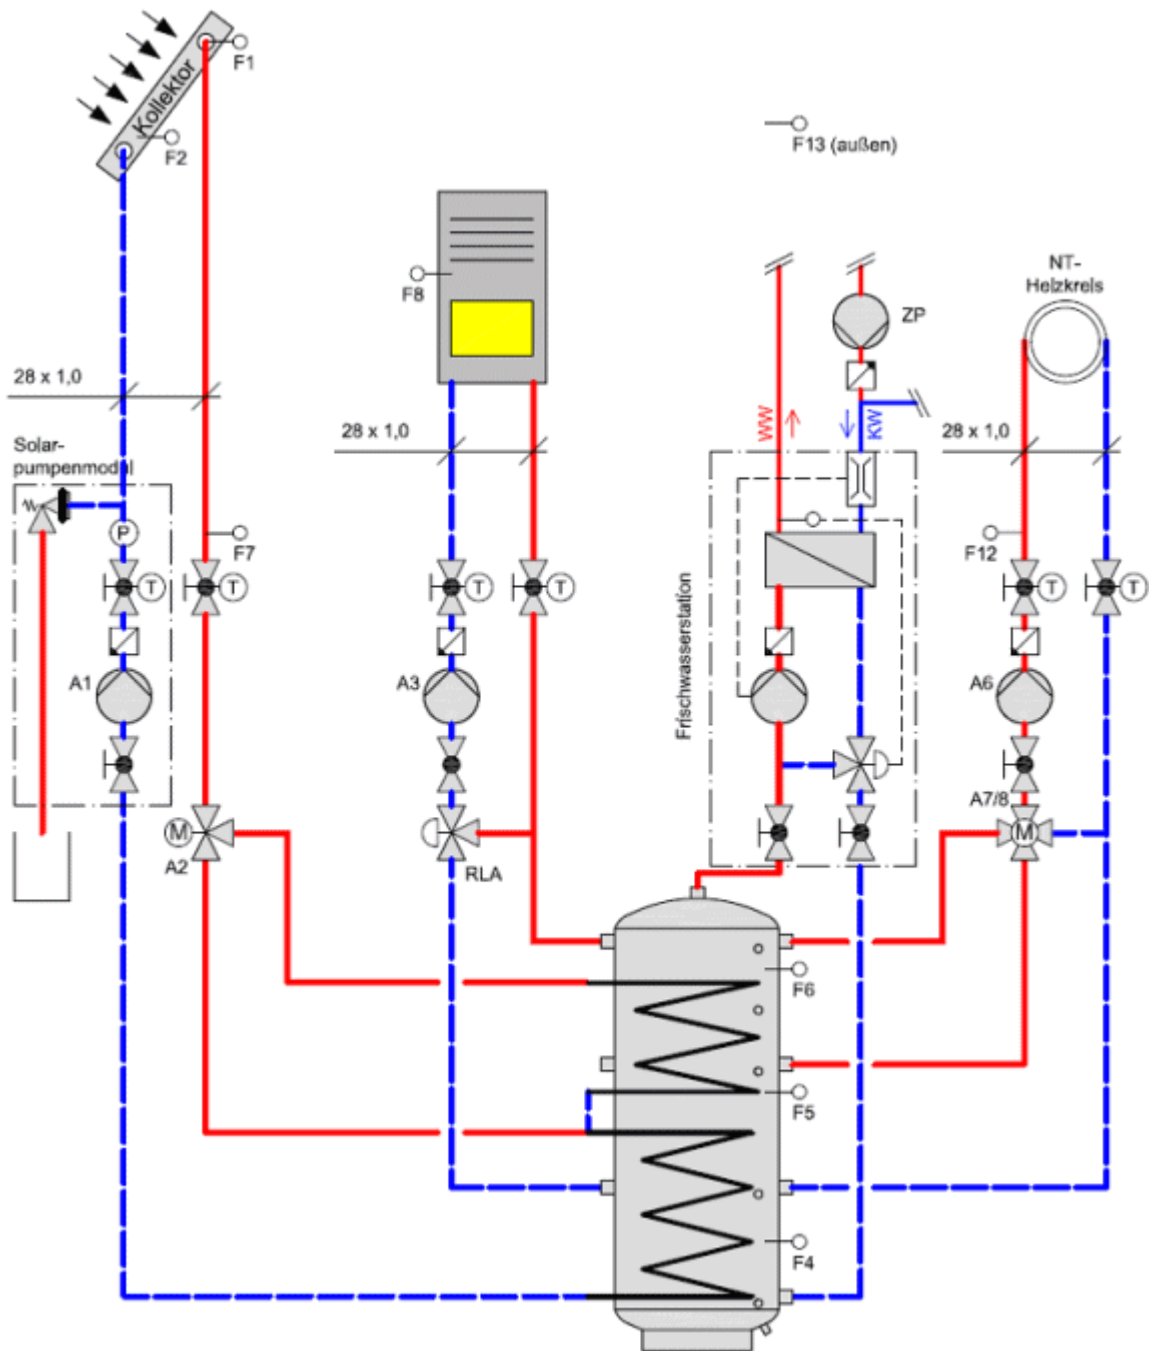 F1
Kollektor
F2
F13 (außen)
F8
NT-
Heizkreis
ZP
28 x 1,0
WW
KW
28 x 1,0
28 x 1,0
Solar-
pumpenmodul
P
F7
F12
T
T
T
T
T
T
Frischwasserstation
A1
A3
A6
A7/8
M
A2
RLA
M
F6
F5
F4